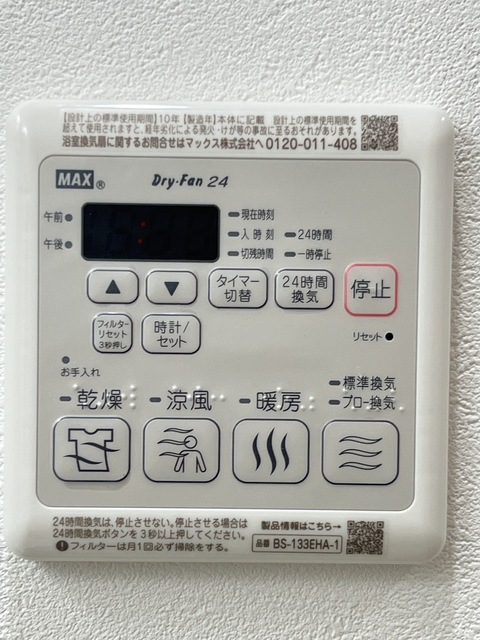 【設計上の標準使用期間】10年【製造年】本体に記載 設計上の標準使用期間を
超えて使用されますと、経年劣化による発火・けが等の事故に至るおそれがあります。
浴室換気扇に関するお問合せはマックス株式会社へ 0120-011-408
MAX® Dry・Fan 24
午前 現在時刻
入時刻 24時間
午後 切残時間 一時停止
▲ ▼ タイマー切替 24時間換気 停止
フィルターリセット3秒押し 時計/セット リセット
お手入れ
乾燥 涼風 暖房 標準換気
ブロー換気
24時間換気は、停止させない。停止する場合は
24時間換気ボタンを3秒以上押してください。
フィルターは月1回必ず掃除をする。
製品情報はこちら→
品番 BS-133EHA-1